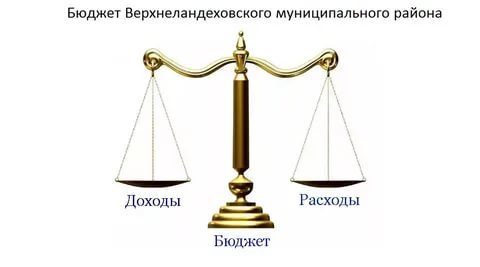 Бюджет Верхнеландеховского муниципального района
Доходы
Расходы
Бюджет